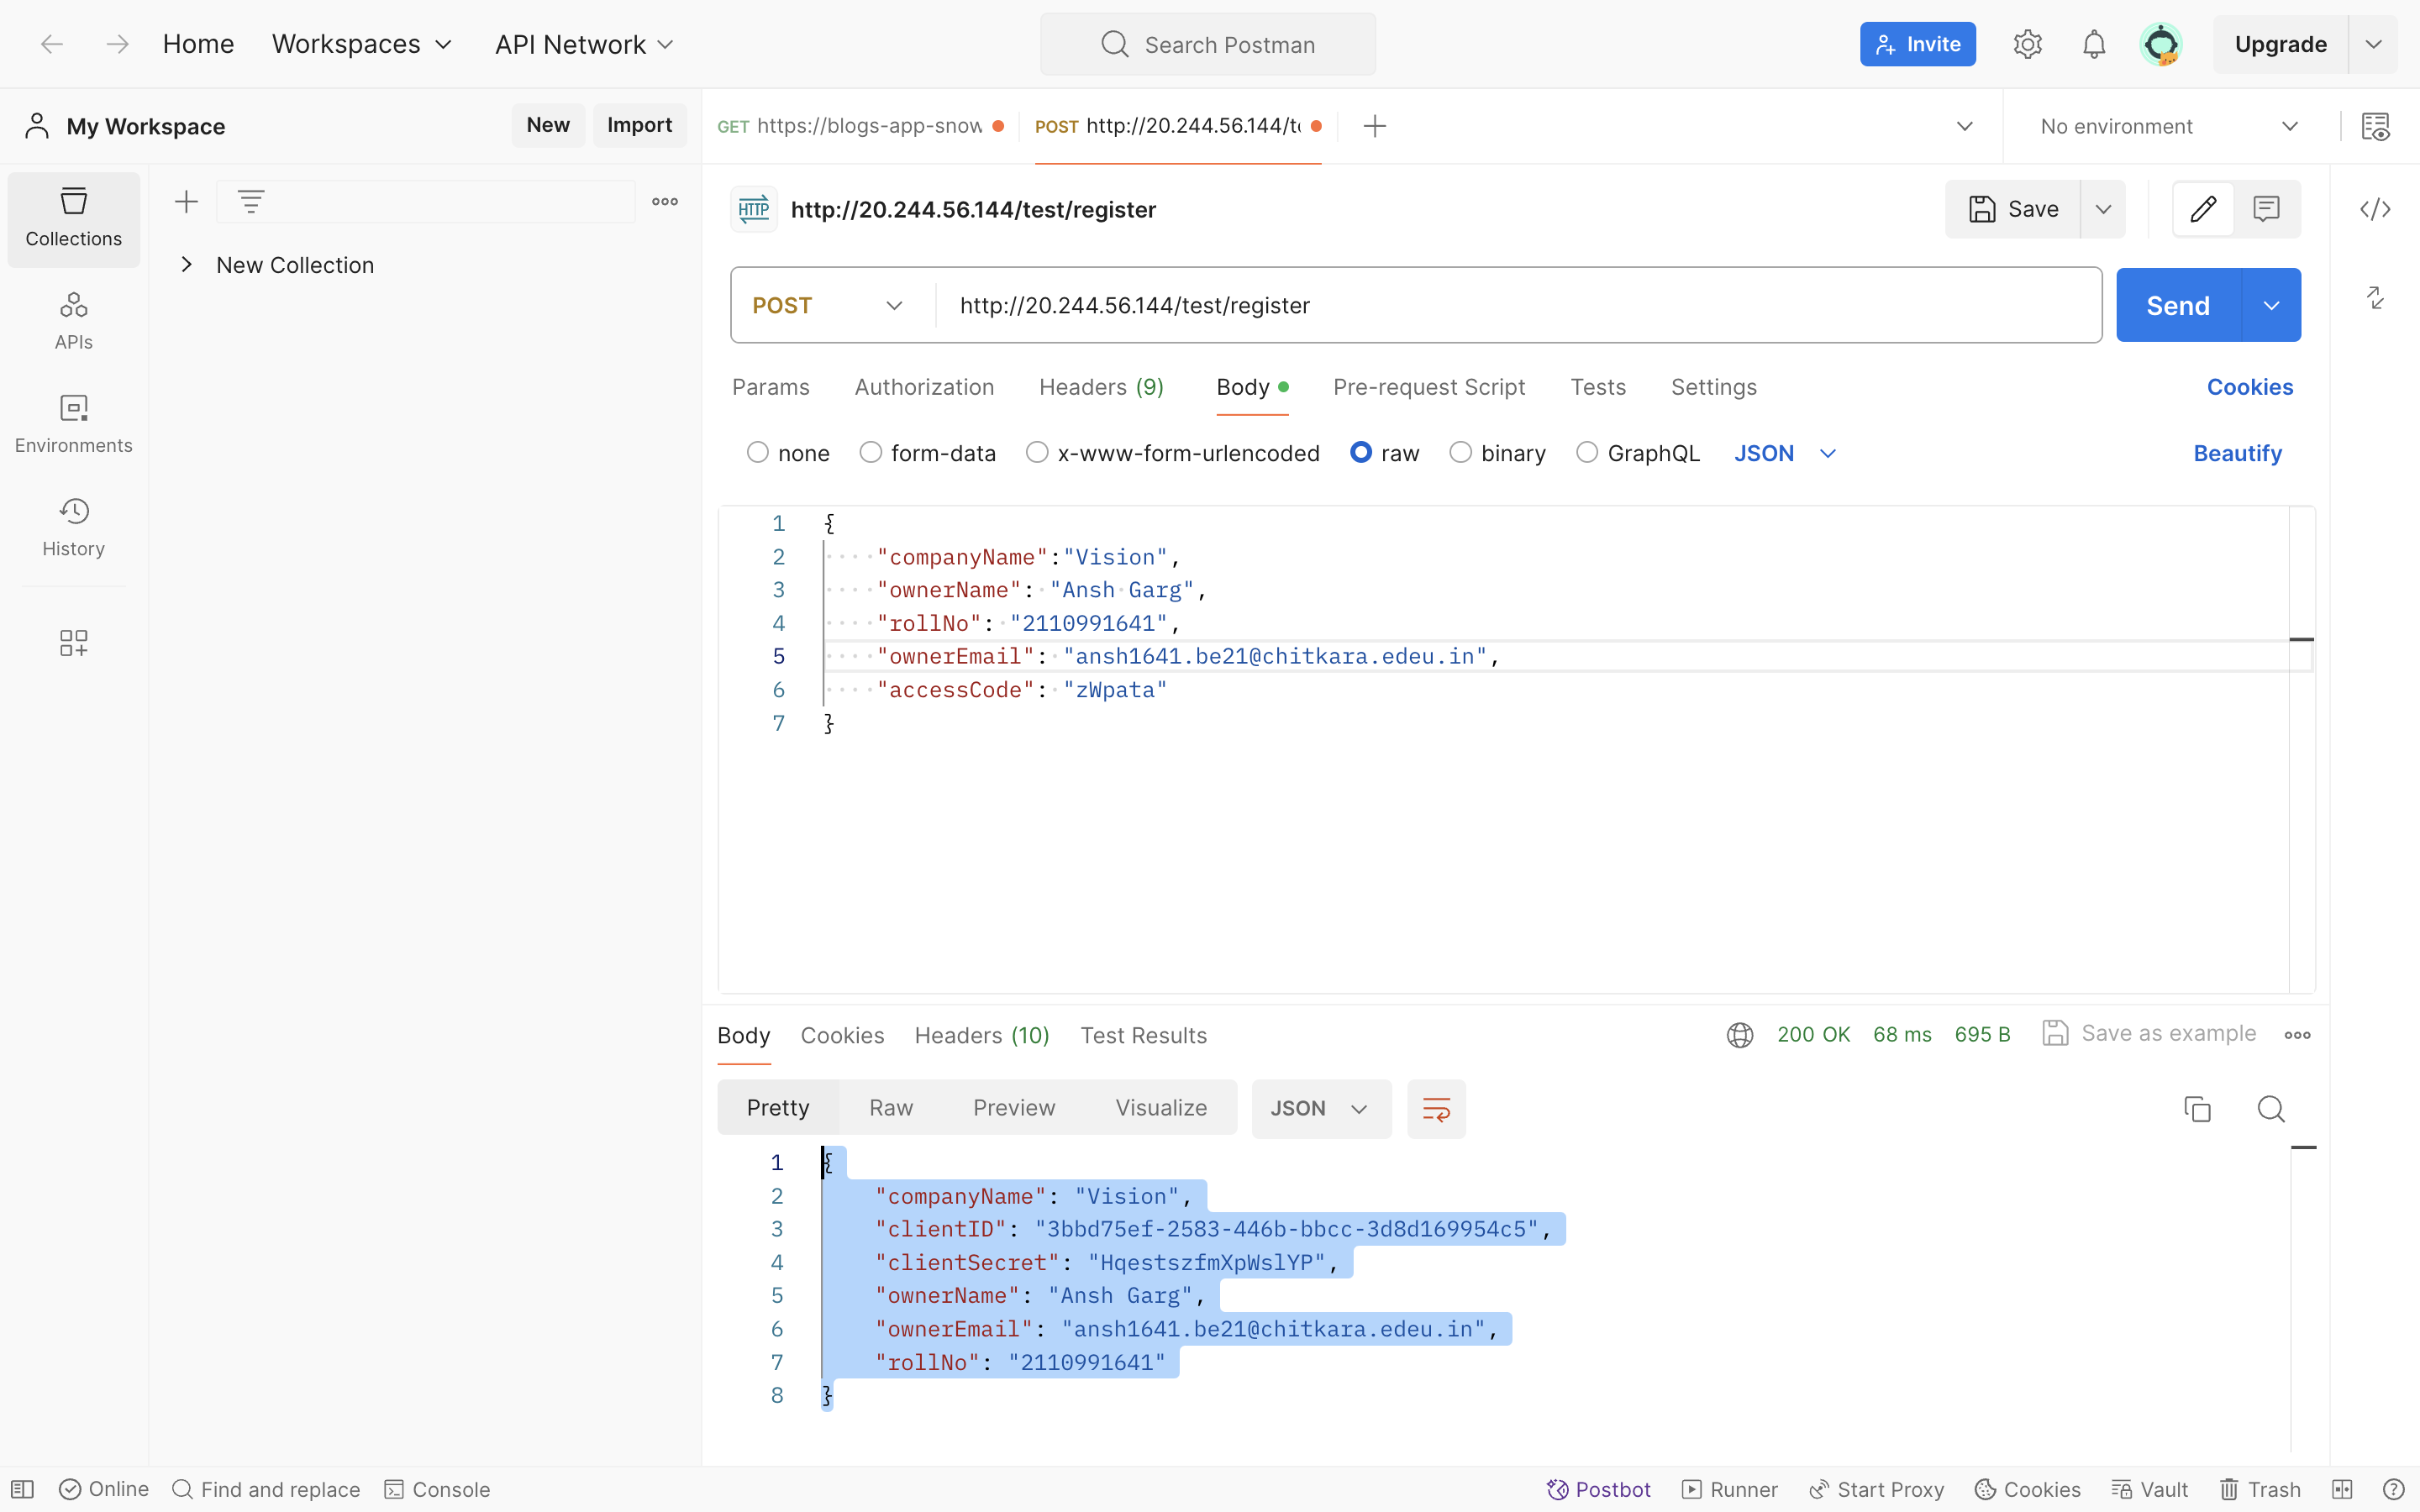 Home Workspaces API Network Search Postman Invite Upgrade
My Workspace New Import GET https://blogs-app-snow POST http://20.244.56.144/te No environment
Collections
New Collection
APIs
Environments
History
HTTP http://20.244.56.144/test/register Save
POST http://20.244.56.144/test/register Send
Params Authorization Headers (9) Body Pre-request Script Tests Settings Cookies
none form-data x-www-form-urlencoded raw binary GraphQL JSON Beautify
1 {
2 "companyName":"Vision",
3 "ownerName": "Ansh Garg",
4 "rollNo": "2110991641",
5 "ownerEmail": "ansh1641.be21@chitkara.edeu.in",
6 "accessCode": "zWpata"
7 }
Body Cookies Headers (10) Test Results 200 OK 68 ms 695 B Save as example
Pretty Raw Preview Visualize JSON
1 {
2 "companyName": "Vision",
3 "clientID": "3bbd75ef-2583-446b-bbcc-3d8d169954c5",
4 "clientSecret": "HqestszfmXpWslYP",
5 "ownerName": "Ansh Garg",
6 "ownerEmail": "ansh1641.be21@chitkara.edeu.in",
7 "rollNo": "2110991641"
8 }
Online Find and replace Console Postbot Runner Start Proxy Cookies Vault Trash